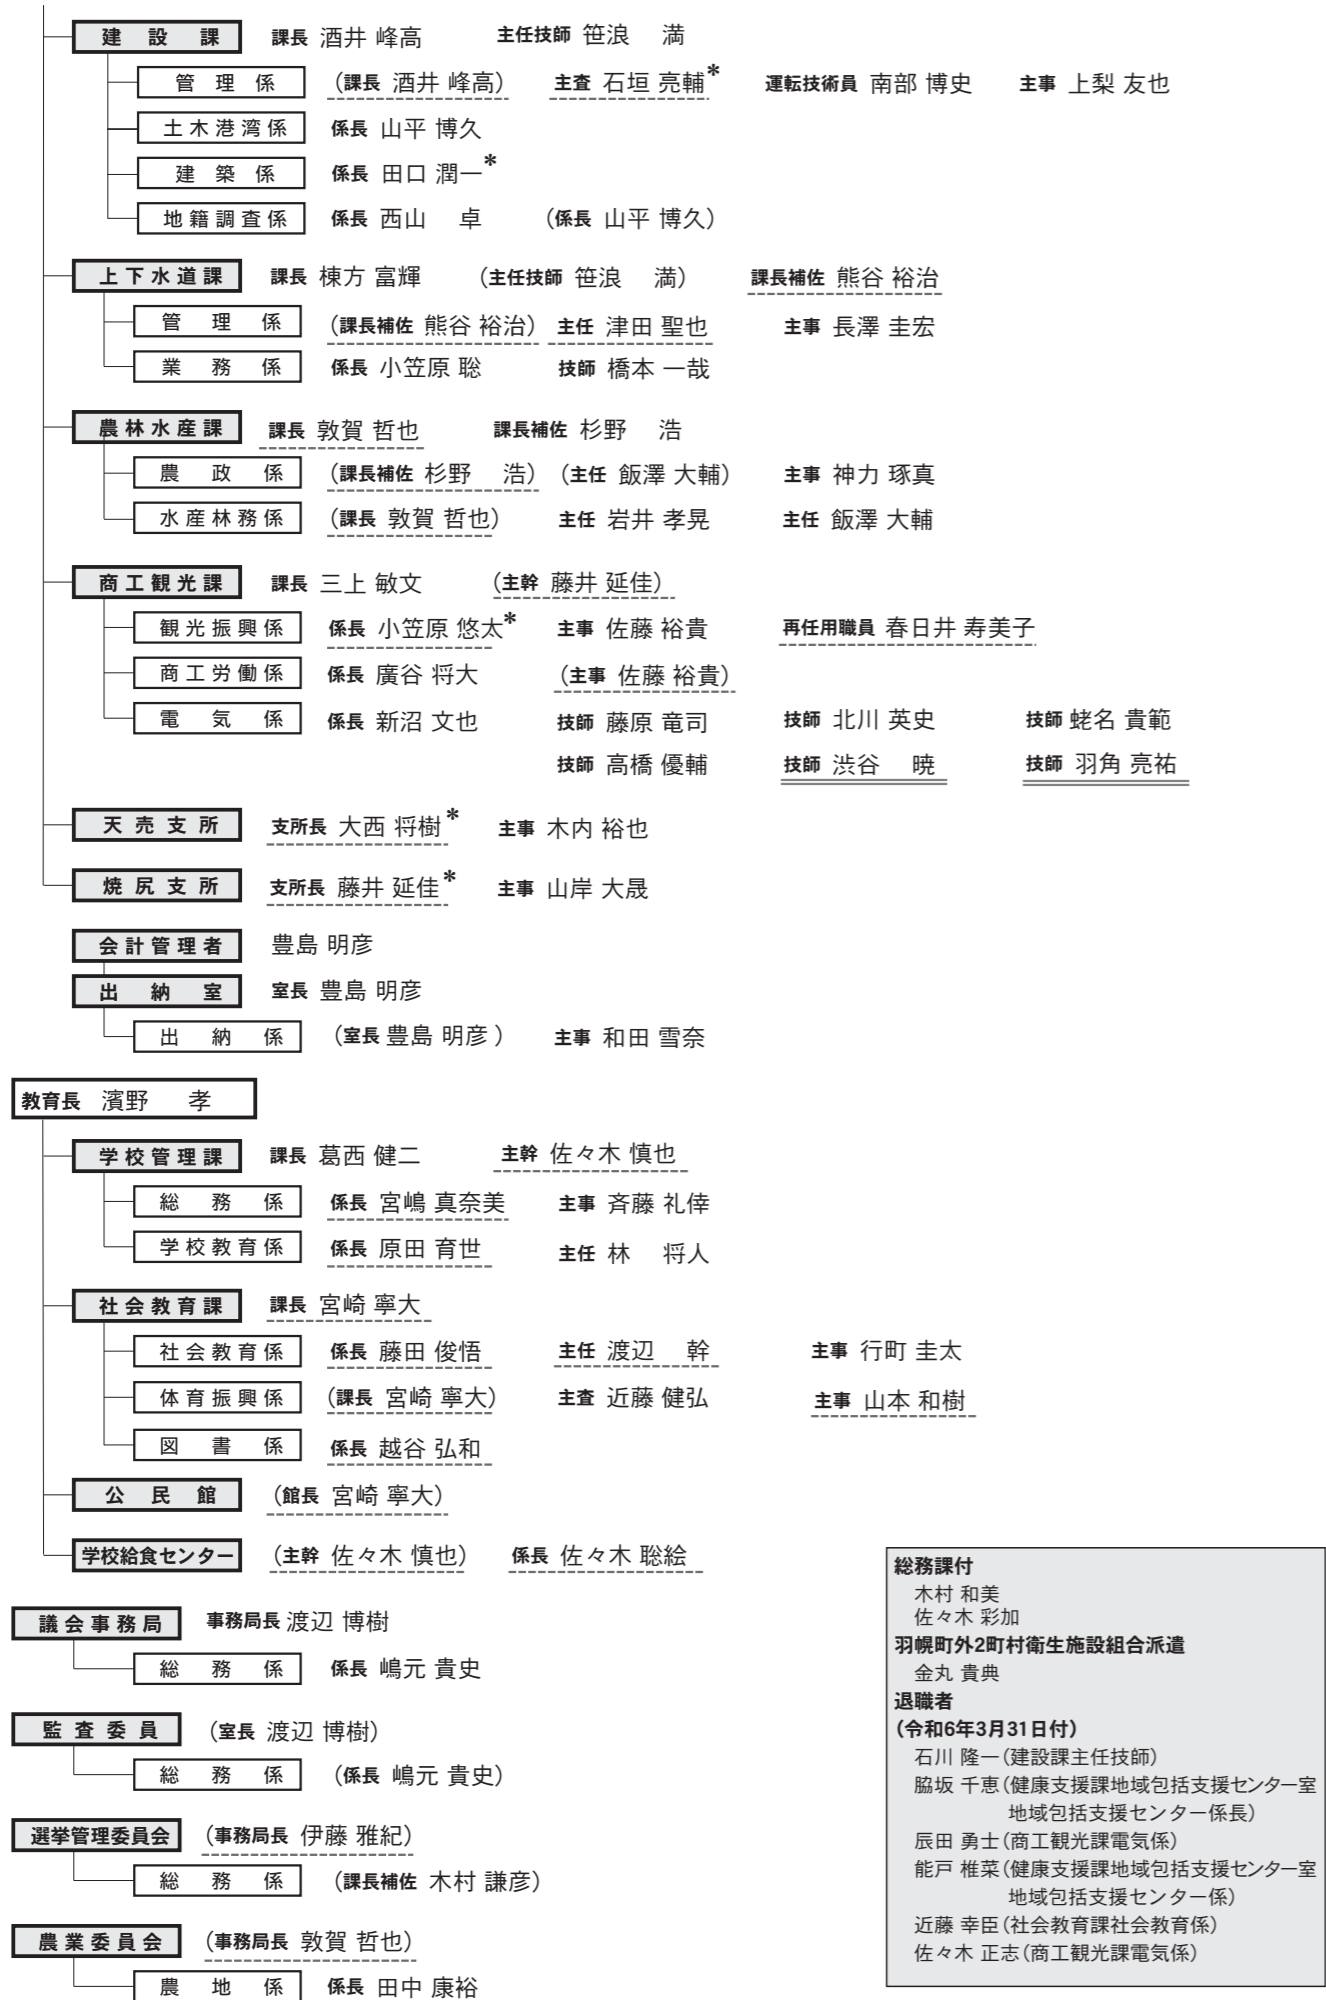 建設課 課長 酒井 峰高 主任技師 笹浪 満
管理係 (課長 酒井 峰高) 主査 石垣 亮輔* 運転技術員 南部 博史 主事 上梨 友也
土木港湾係 係長 山平 博久
建築係 係長 田口 潤一*
地籍調査係 係長 西山 卓 (係長 山平 博久)
上下水道課 課長 棟方 富輝 (主任技師 笹浪 満) 課長補佐 熊谷 裕治
管理係 (課長補佐 熊谷 裕治) 主任 津田 聖也 主事 長澤 圭宏
業務係 係長 小笠原 聡 技師 橋本 一哉
農林水産課 課長 敦賀 哲也 課長補佐 杉野 浩
農政係 (課長補佐 杉野 浩) (主任 飯澤 大輔) 主事 神力 琢真
水産林務係 (課長 敦賀 哲也) 主任 岩井 孝晃 主任 飯澤 大輔
商工観光課 課長 三上 敏文 (主幹 藤井 延佳)
観光振興係 係長 小笠原 悠太* 主事 佐藤 裕貴 再任用職員 春日井 寿美子
商工労働係 係長 廣谷 将大 (主事 佐藤 裕貴)
電気係 係長 新沼 文也 技師 藤原 竜司 技師 北川 英史 技師 蛯名 貴範
技師 高橋 優輔 技師 渋谷 暁 技師 羽角 亮祐
天売支所 支所長 大西 将樹* 主事 木内 裕也
焼尻支所 支所長 藤井 延佳* 主事 山岸 大晟
会計管理者 豊島 明彦
出納室 室長 豊島 明彦
出納係 (室長 豊島 明彦) 主事 和田 雪奈
教育長 濱野 孝
学校管理課 課長 葛西 健二 主幹 佐々木 慎也
総務係 係長 宮嶋 真奈美 主事 斉藤 礼倖
学校教育係 係長 原田 育世 主任 林 将人
社会教育課 課長 宮崎 寧大
社会教育係 係長 藤田 俊悟 主任 渡辺 幹 主事 行町 圭太
体育振興係 (課長 宮崎 寧大) 主査 近藤 健弘 主事 山本 和樹
図書係 係長 越谷 弘和
公民館 (館長 宮崎 寧大)
学校給食センター (主幹 佐々木 慎也) 係長 佐々木 聡絵
議会事務局 事務局長 渡辺 博樹
総務係 係長 嶋元 貴史
監査委員 (室長 渡辺 博樹)
総務係 (係長 嶋元 貴史)
選挙管理委員会 (事務局長 伊藤 雅紀)
総務係 (課長補佐 木村 謙彦)
農業委員会 (事務局長 敦賀 哲也)
農地係 係長 田中 康裕
総務課付
木村 和美
佐々木 彩加
羽幌町外2町村衛生施設組合派遣
金丸 貴典
退職者
(令和6年3月31日付)
石川 隆一(建設課主任技師)
脇坂 千恵(健康支援課地域包括支援センター室
地域包括支援センター係長)
辰田 勇士(商工観光課電気係)
能戸 椎菜(健康支援課地域包括支援センター室
地域包括支援センター係)
近藤 幸臣(社会教育課社会教育係)
佐々木 正志(商工観光課電気係)